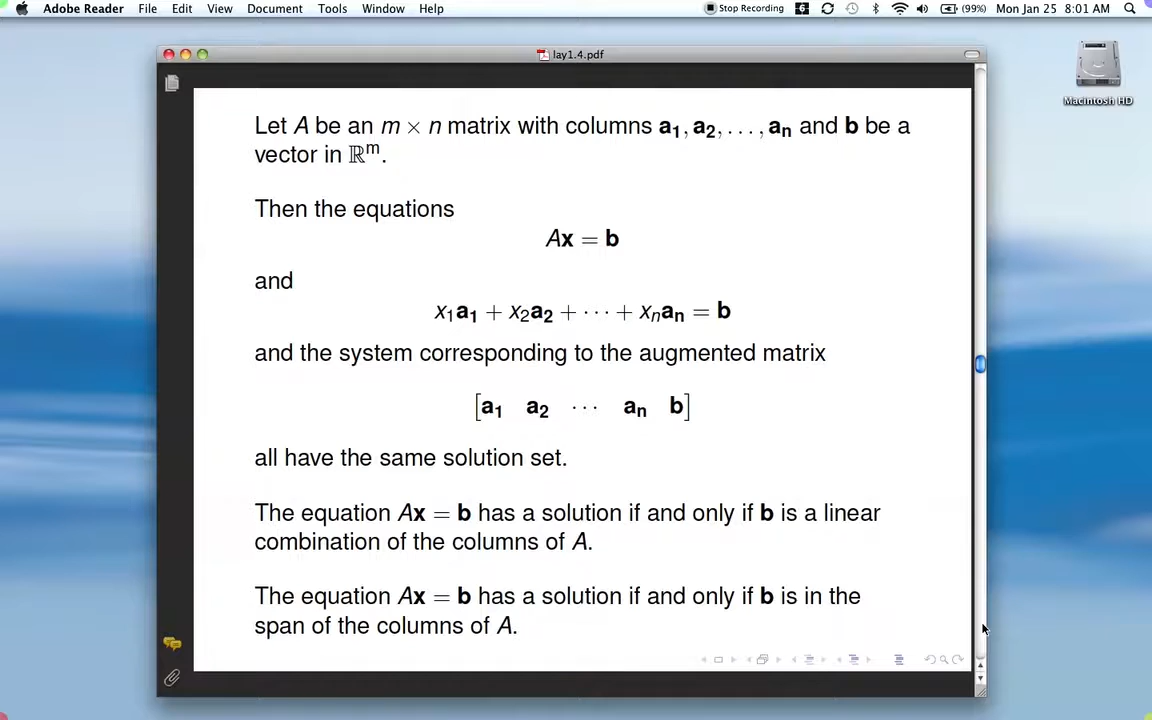 Adobe Reader File Edit View Document Tools Window Help Stop Recording (99%) Mon Jan 25 8:01 AM
lay1.4.pdf
Macintosh HD
Let A be an m × n matrix with columns a₁, a₂, . . . , aₙ and b be a
vector in ℝᵐ.
Then the equations
Ax = b
and
x₁a₁ + x₂a₂ + · · · + xₙaₙ = b
and the system corresponding to the augmented matrix
[a₁ a₂ · · · aₙ b]
all have the same solution set.
The equation Ax = b has a solution if and only if b is a linear
combination of the columns of A.
The equation Ax = b has a solution if and only if b is in the
span of the columns of A.